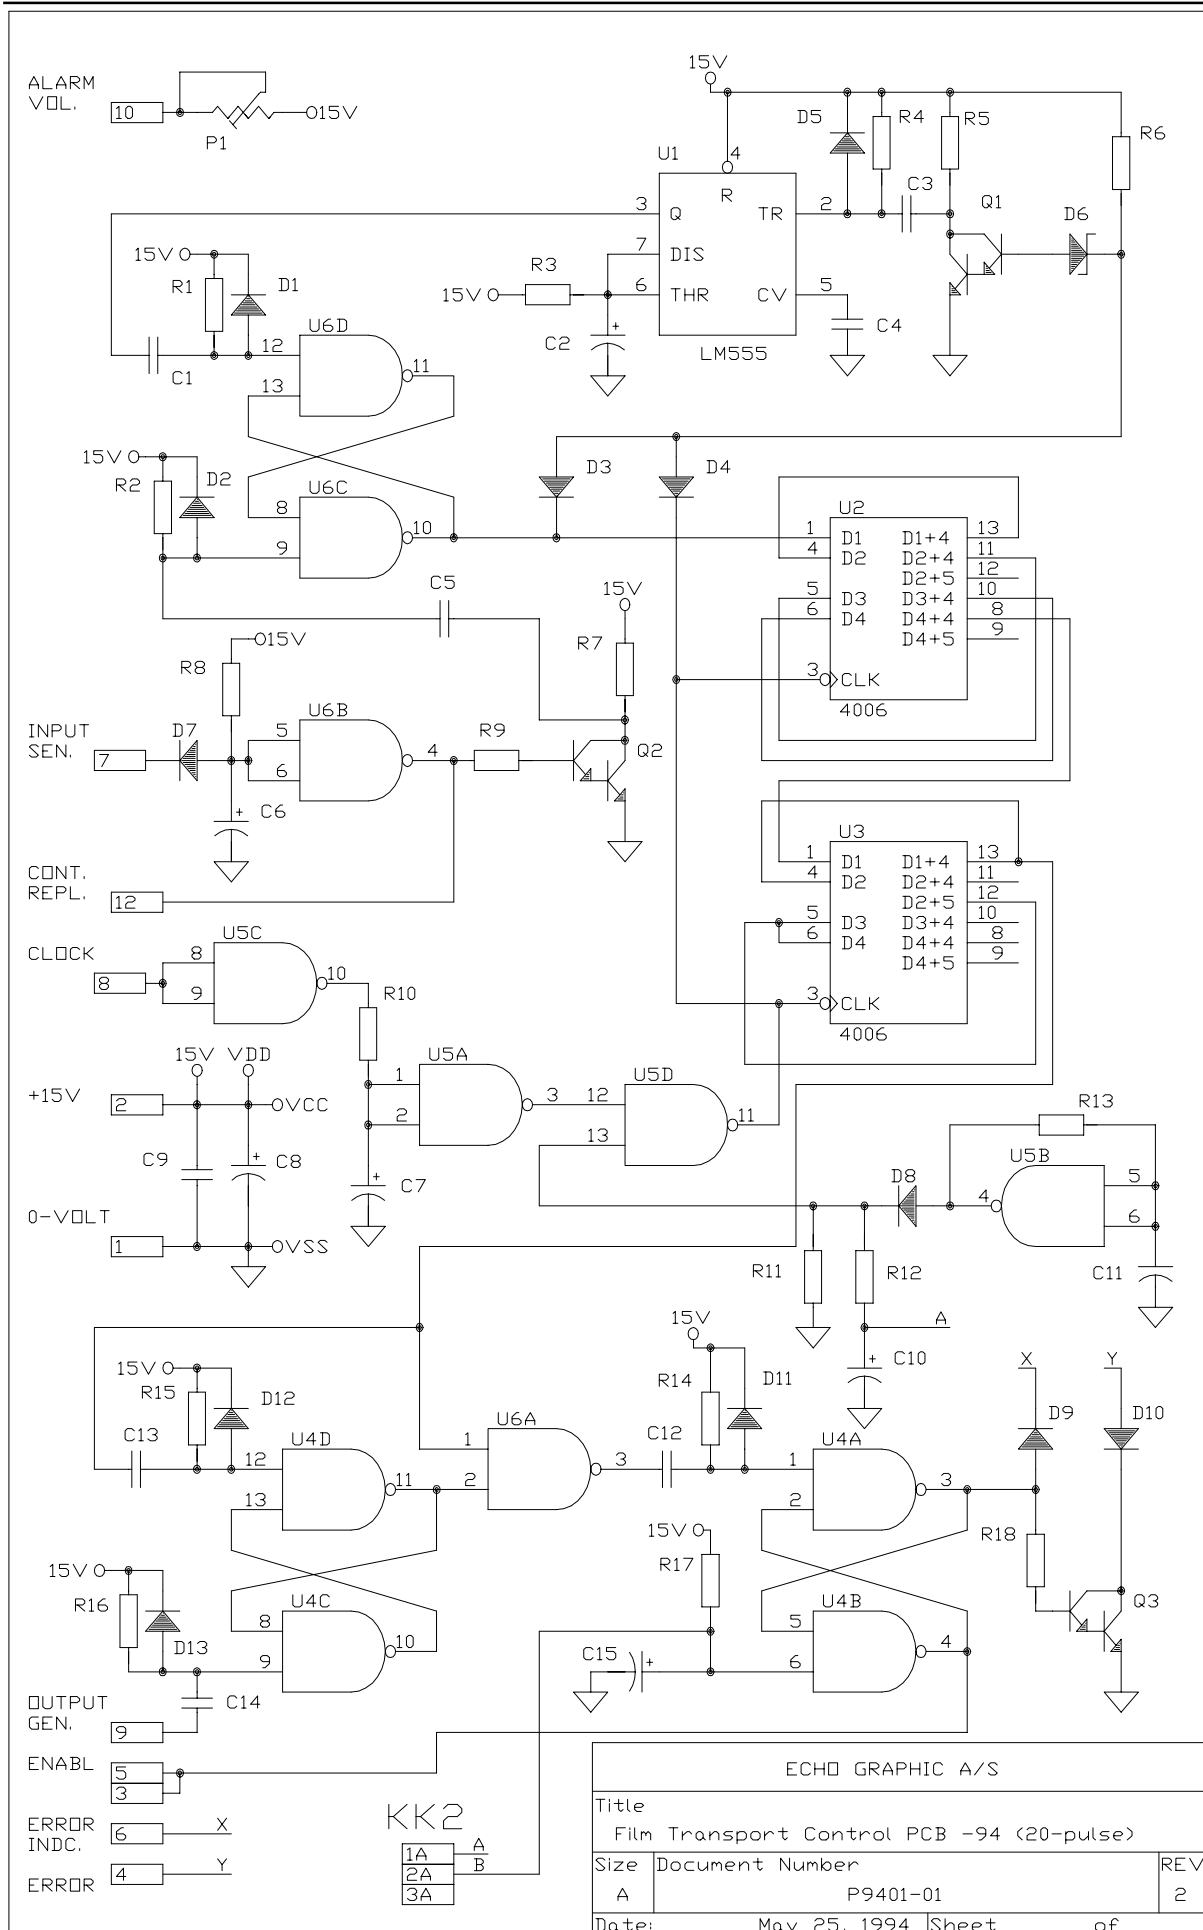 ALARM
VOL.
10
P1
15V
15V
U1
4
R
3
Q
TR
2
7
DIS
6
THR
CV
5
LM555
D5
R4
R5
C3
Q1
D6
R6
C4
R3
15V
C2
15V
R1
D1
C1
U6D
12
13
11
15V
R2
D2
U6C
8
9
10
D3
D4
C5
U2
1
D1
D1+4
13
4
D2
D2+4
11
D2+5
12
5
D3
D3+4
10
6
D4
D4+4
8
D4+5
9
3
CLK
4006
15V
R8
15V
R7
INPUT
SEN.
7
D7
U6B
5
6
4
R9
Q2
C6
CONT.
REPL.
12
U3
1
D1
D1+4
13
4
D2
D2+4
11
D2+5
12
5
D3
D3+4
10
6
D4
D4+4
8
D4+5
9
3
CLK
4006
CLOCK
8
U5C
8
9
10
R10
U5A
1
2
3
U5D
12
13
11
C7
15V VDD
+15V
2
VCC
C9
C8
0-VOLT
1
VSS
R13
U5B
5
6
4
D8
R11
R12
C11
A
C10
15V
R15
D12
C13
U4D
12
13
11
U6A
1
2
3
15V
R14
D11
C12
U4A
1
2
3
X
Y
D9
D10
R18
Q3
15V
R17
15V
R16
D13
U4C
8
9
10
U4B
5
6
4
C15
OUTPUT
GEN.
9
C14
ENABL
5
3
ERROR
INDC.
6
X
4
Y
ERROR
KK2
1A
A
2A
B
3A
ECHO GRAPHIC A/S
Title
Film Transport Control PCB -94 (20-pulse)
Size
Document Number
REV
A
P9401-01
2
Date:
May 25, 1994
Sheet
of